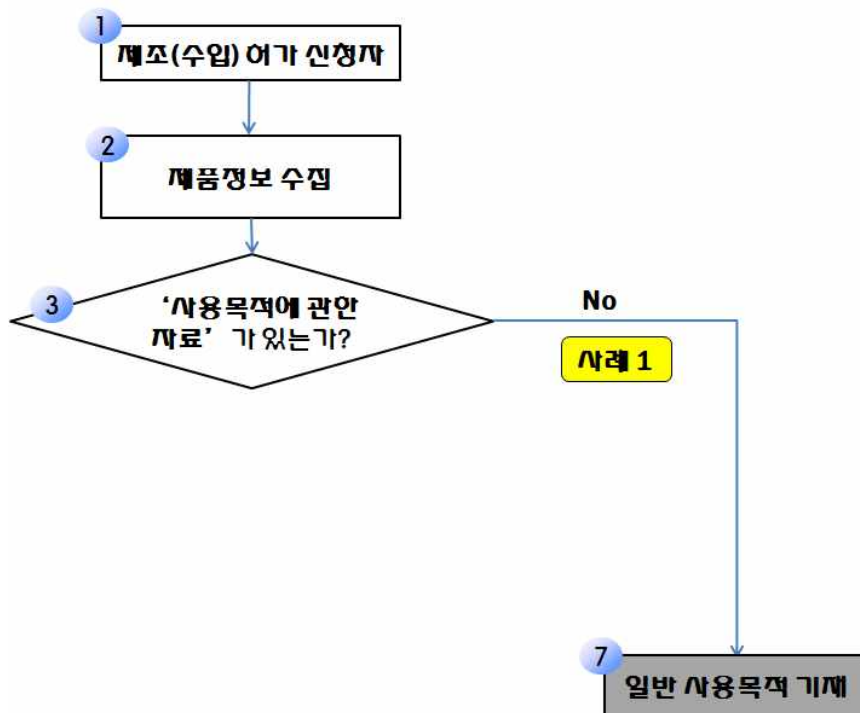 1
제조(수입) 허가 신청자
2
제품정보 수집
3
‘사용목적에 관한
자료’ 가 있는가?
No
사례 1
7
일반 사용목적 기재